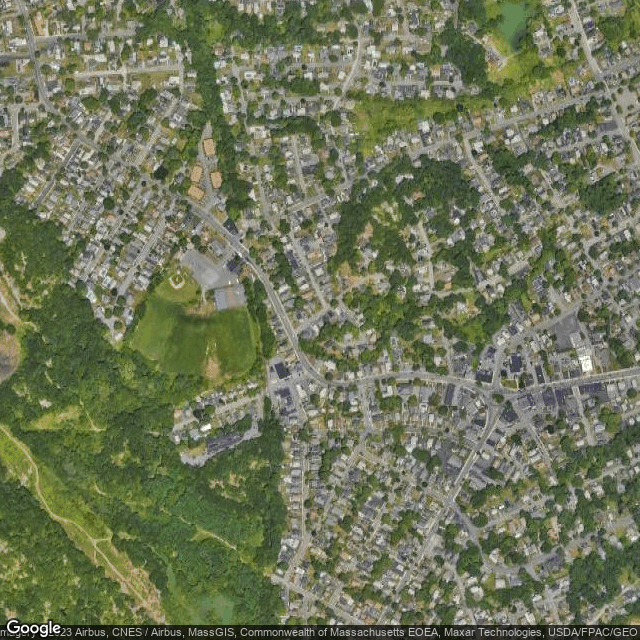 Google 23 Airbus, CNES / Airbus, MassGIS, Commonwealth of Massachusetts EOEA, Maxar Technologies, USDA/FPAC/GEO